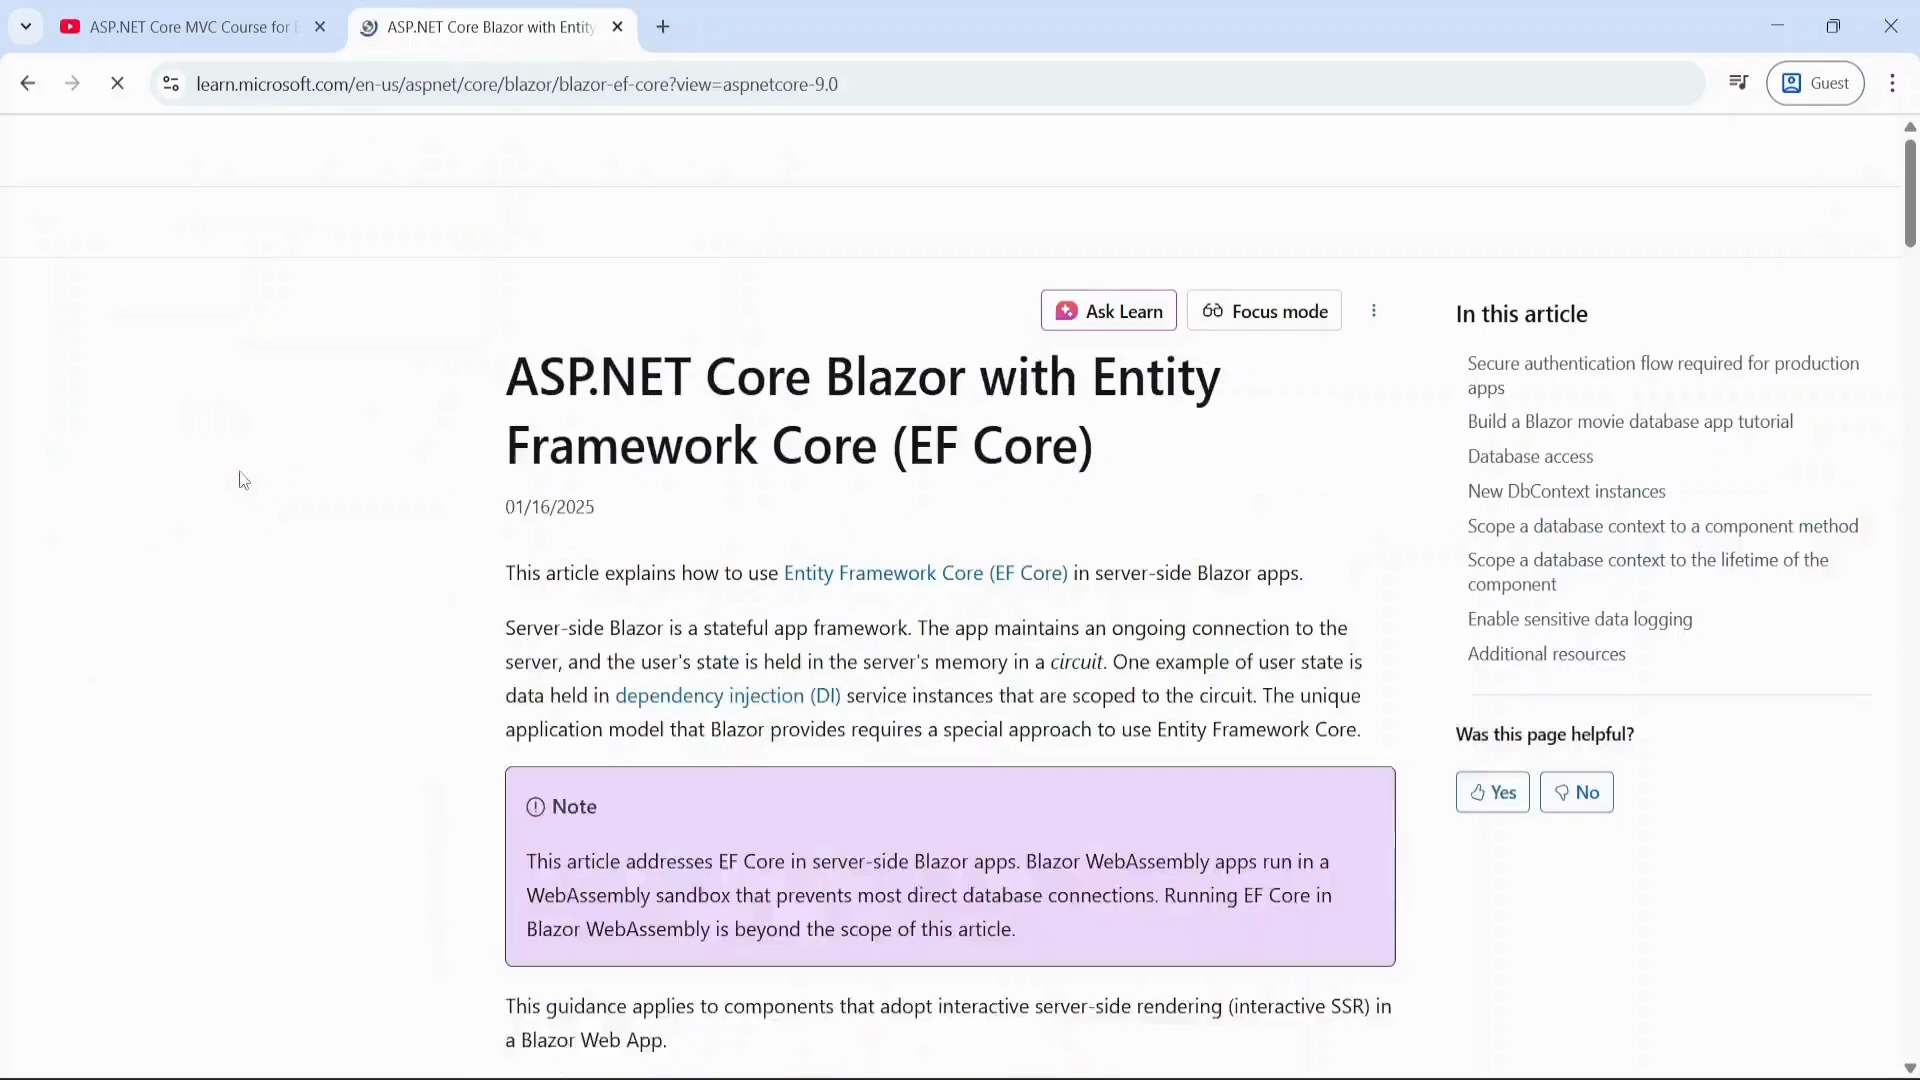 ASP.NET Core MVC Course for
ASP.NET Core Blazor with Entity
learn.microsoft.com/en-us/aspnet/core/blazor/blazor-ef-core?view=aspnetcore-9.0
Guest
Ask Learn
Focus mode
ASP.NET Core Blazor with Entity
Framework Core (EF Core)
01/16/2025
This article explains how to use Entity Framework Core (EF Core) in server-side Blazor apps.
Server-side Blazor is a stateful app framework. The app maintains an ongoing connection to the
server, and the user's state is held in the server's memory in a circuit. One example of user state is
data held in dependency injection (DI) service instances that are scoped to the circuit. The unique
application model that Blazor provides requires a special approach to use Entity Framework Core.
Note
This article addresses EF Core in server-side Blazor apps. Blazor WebAssembly apps run in a
WebAssembly sandbox that prevents most direct database connections. Running EF Core in
Blazor WebAssembly is beyond the scope of this article.
This guidance applies to components that adopt interactive server-side rendering (interactive SSR) in
a Blazor Web App.
In this article
Secure authentication flow required for production
apps
Build a Blazor movie database app tutorial
Database access
New DbContext instances
Scope a database context to a component method
Scope a database context to the lifetime of the
component
Enable sensitive data logging
Additional resources
Was this page helpful?
Yes
No